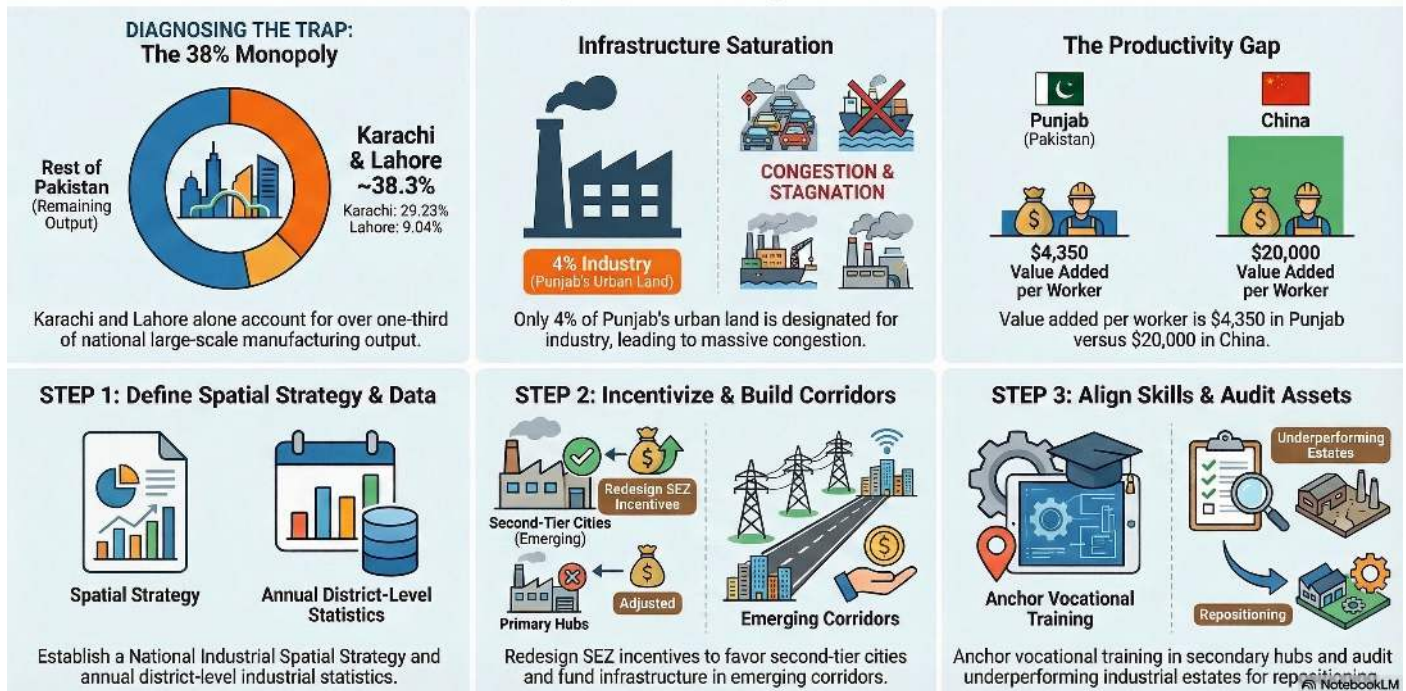 DIAGNOSING THE TRAP:
The 38% Monopoly
Rest of
Pakistan
(Remaining
Output)
Karachi
& Lahore
~38.3%
Karachi: 29.23%
Lahore: 9.04%
Karachi and Lahore alone account for over one-third
of national large-scale manufacturing output.
Infrastructure Saturation
4% Industry
(Punjab's Urban Land)
CONGESTION &
STAGNATION
Only 4% of Punjab's urban land is designated for
industry, leading to massive congestion.
The Productivity Gap
Punjab
(Pakistan)
$
$4,350
Value Added
per Worker
China
$
$20,000
Value Added
per Worker
Value added per worker is $4,350 in Punjab
versus $20,000 in China.
STEP 1: Define Spatial Strategy & Data
Spatial Strategy
Annual District-Level
Statistics
Establish a National Industrial Spatial Strategy and
annual district-level industrial statistics.
STEP 2: Incentivize & Build Corridors
$
Redesign SEZ
Incentivee
Second-Tier Cities
(Emerging)
$
Adjusted
Primary Hubs
$
Emerging Corridors
Redesign SEZ incentives to favor second-tier cities
and fund infrastructure in emerging corridors.
STEP 3: Align Skills & Audit Assets
Anchor Vocational
Training
Underperforming
Estates
Repositioning
Anchor vocational training in secondary hubs and audit
underperforming industrial estates for repositioning.
NotebookLM